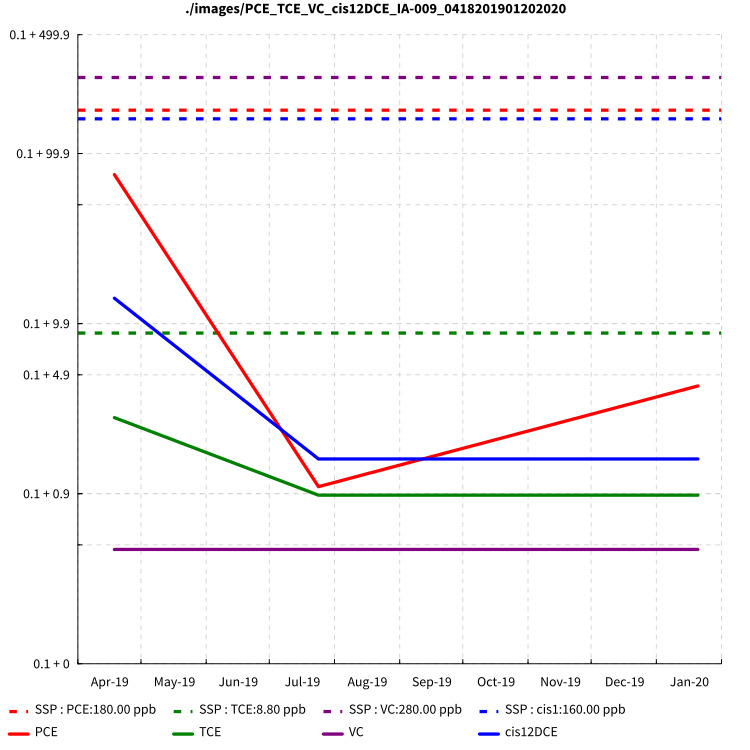 ./images/PCE_TCE_VC_cis12DCE_IA-009_0418201901202020
0.1 + 499.9
0.1 + 99.9
0.1 + 9.9
0.1 + 4.9
0.1 + 0.9
0.1 + 0
Apr-19 May-19 Jun-19 Jul-19 Aug-19 Sep-19 Oct-19 Nov-19 Dec-19 Jan-20
SSP : PCE:180.00 ppb SSP : TCE:8.80 ppb SSP : VC:280.00 ppb SSP : cis1:160.00 ppb
PCE TCE VC cis12DCE